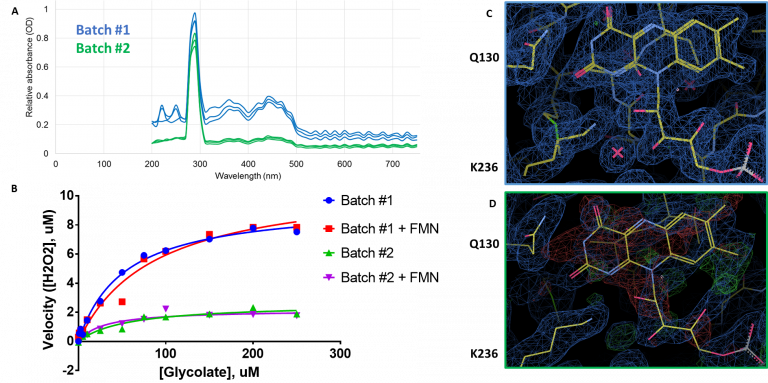 A
Batch #1
Batch #2
Relative absorbance (OD)
1
0.8
0.6
0.4
0.2
0
0 100 200 300 400 500 600 700
Wavelength (nm)
B
Velocity ([H2O2], uM)
10
8
6
4
2
0
-2
100 200 300
[Glycolate], uM
Batch #1
Batch #1 + FMN
Batch #2
Batch #2 + FMN
C
Q130
K236
D
Q130
K236